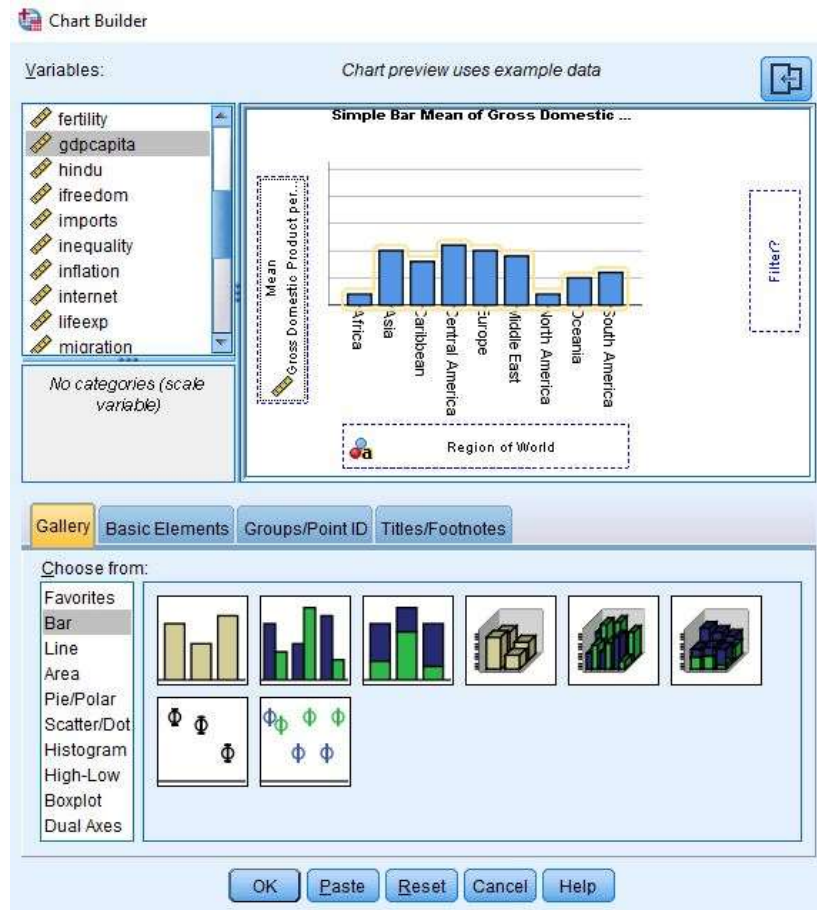 Chart Builder
Variables:
Chart preview uses example data
fertility
gdpcapita
hindu
ifreedom
imports
inequality
inflation
internet
lifeexp
migration
No categories (scale
variable)
Simple Bar Mean of Gross Domestic ...
Mean
Gross Domestic Product per...
Africa
Asia
Caribbean
Central America
Europe
Middle East
North America
Oceania
South America
a
Region of World
Filter?
Gallery
Basic Elements
Groups/Point ID
Titles/Footnotes
Choose from:
Favorites
Bar
Line
Area
Pie/Polar
Scatter/Dot
Histogram
High-Low
Boxplot
Dual Axes
OK
Paste
Reset
Cancel
Help